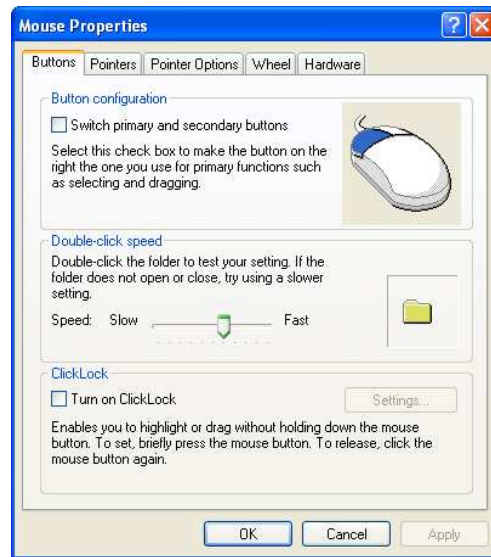 Mouse Properties
Buttons Pointers Pointer Options Wheel Hardware
Button configuration
Switch primary and secondary buttons
Select this check box to make the button on the
right the one you use for primary functions such
as selecting and dragging.
Double-click speed
Double-click the folder to test your setting. If the
folder does not open or close, try using a slower
setting.
Speed: Slow Fast
ClickLock
Turn on ClickLock Settings...
Enables you to highlight or drag without holding down the mouse
button. To set, briefly press the mouse button. To release, click the
mouse button again.
OK Cancel Apply